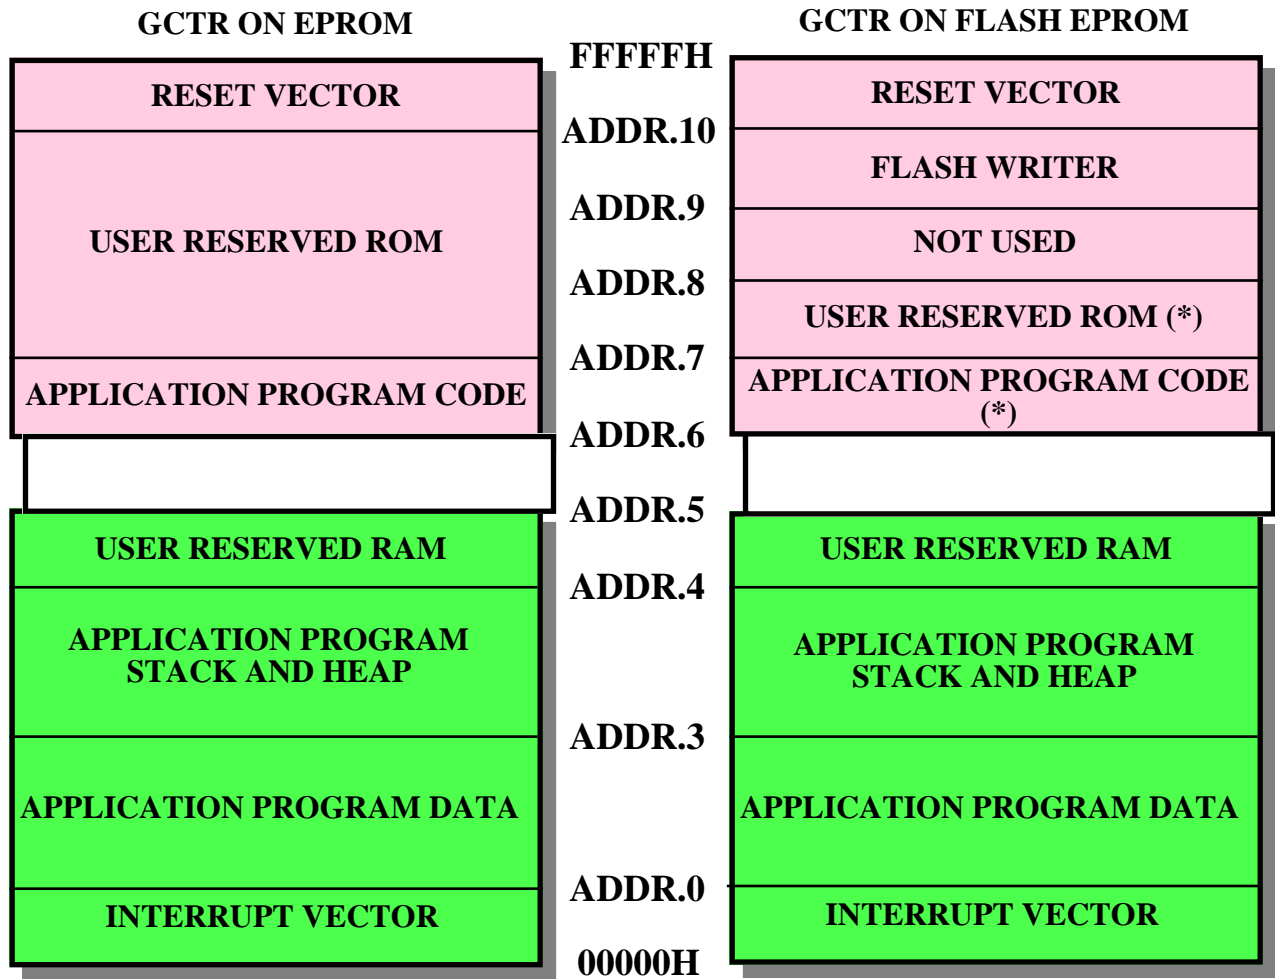 GCTR ON EPROM
RESET VECTOR
USER RESERVED ROM
APPLICATION PROGRAM CODE
USER RESERVED RAM
APPLICATION PROGRAM
STACK AND HEAP
APPLICATION PROGRAM DATA
INTERRUPT VECTOR
FFFFFH
ADDR.10
ADDR.9
ADDR.8
ADDR.7
ADDR.6
ADDR.5
ADDR.4
ADDR.3
ADDR.0
00000H
GCTR ON FLASH EPROM
RESET VECTOR
FLASH WRITER
NOT USED
USER RESERVED ROM (*)
APPLICATION PROGRAM CODE
(*)
USER RESERVED RAM
APPLICATION PROGRAM
STACK AND HEAP
APPLICATION PROGRAM DATA
INTERRUPT VECTOR